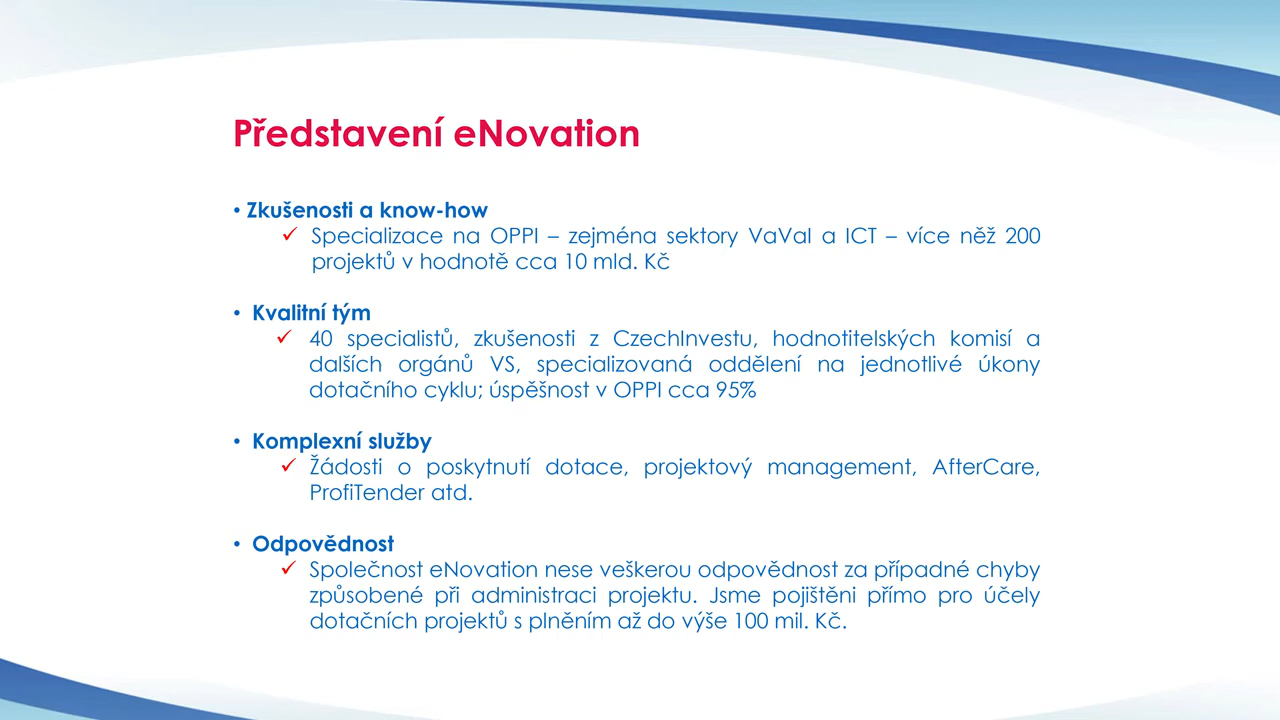 Představení eNovation
• Zkušenosti a know-how
✓ Specializace na OPPI – zejména sektory VaVaI a ICT – více něž 200
projektů v hodnotě cca 10 mld. Kč
• Kvalitní tým
✓ 40 specialistů, zkušenosti z CzechInvestu, hodnotitelských komisí a
dalších orgánů VS, specializovaná oddělení na jednotlivé úkony
dotačního cyklu; úspěšnost v OPPI cca 95%
• Komplexní služby
✓ Žádosti o poskytnutí dotace, projektový management, AfterCare,
ProfiTender atd.
• Odpovědnost
✓ Společnost eNovation nese veškerou odpovědnost za případné chyby
způsobené při administraci projektu. Jsme pojištěni přímo pro účely
dotačních projektů s plněním až do výše 100 mil. Kč.